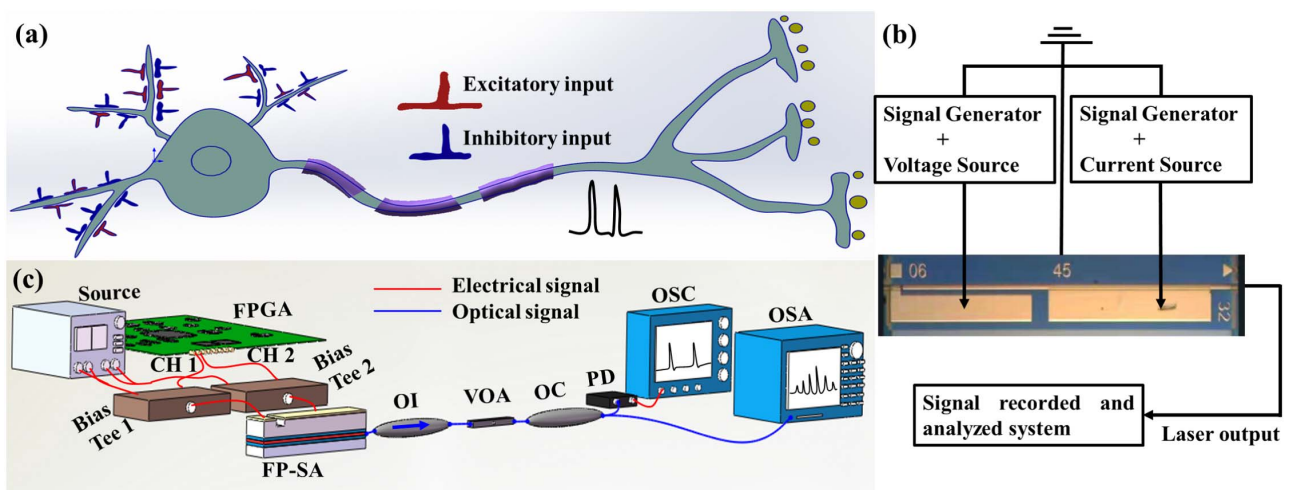 (a)
Excitatory input
Inhibitory input
(b)
Signal Generator
+
Voltage Source
Signal Generator
+
Current Source
06
45
32
Signal recorded and
analyzed system
Laser output
(c)
Source
FPGA
CH 1
CH 2
Bias
Tee 1
Bias
Tee 2
FP-SA
Electrical signal
Optical signal
OI
VOA
OC
PD
OSC
OSA